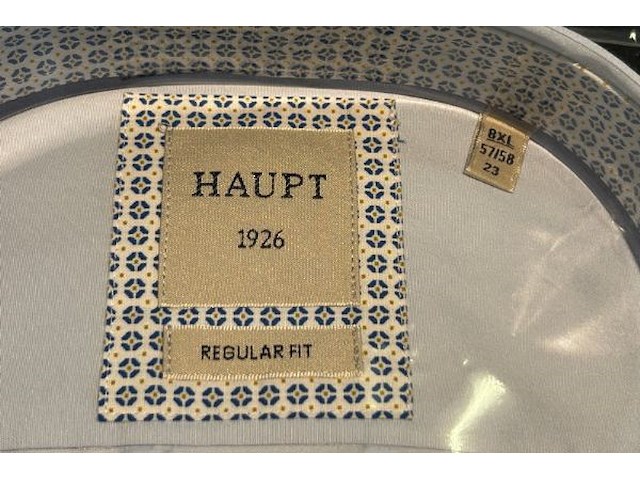 HAUPT
1926
REGULAR FIT
8XL
57/58
23